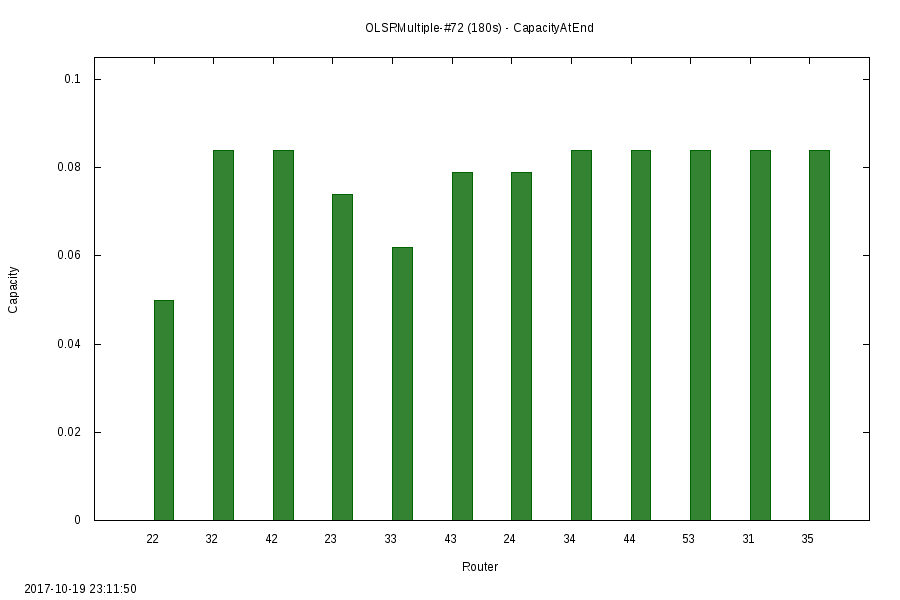 OLSRMultiple-#72 (180s) - CapacityAtEnd
0.1
0.08
0.06
0.04
0.02
0
Capacity
22 32 42 23 33 43 24 34 44 53 31 35
Router
2017-10-19 23:11:50